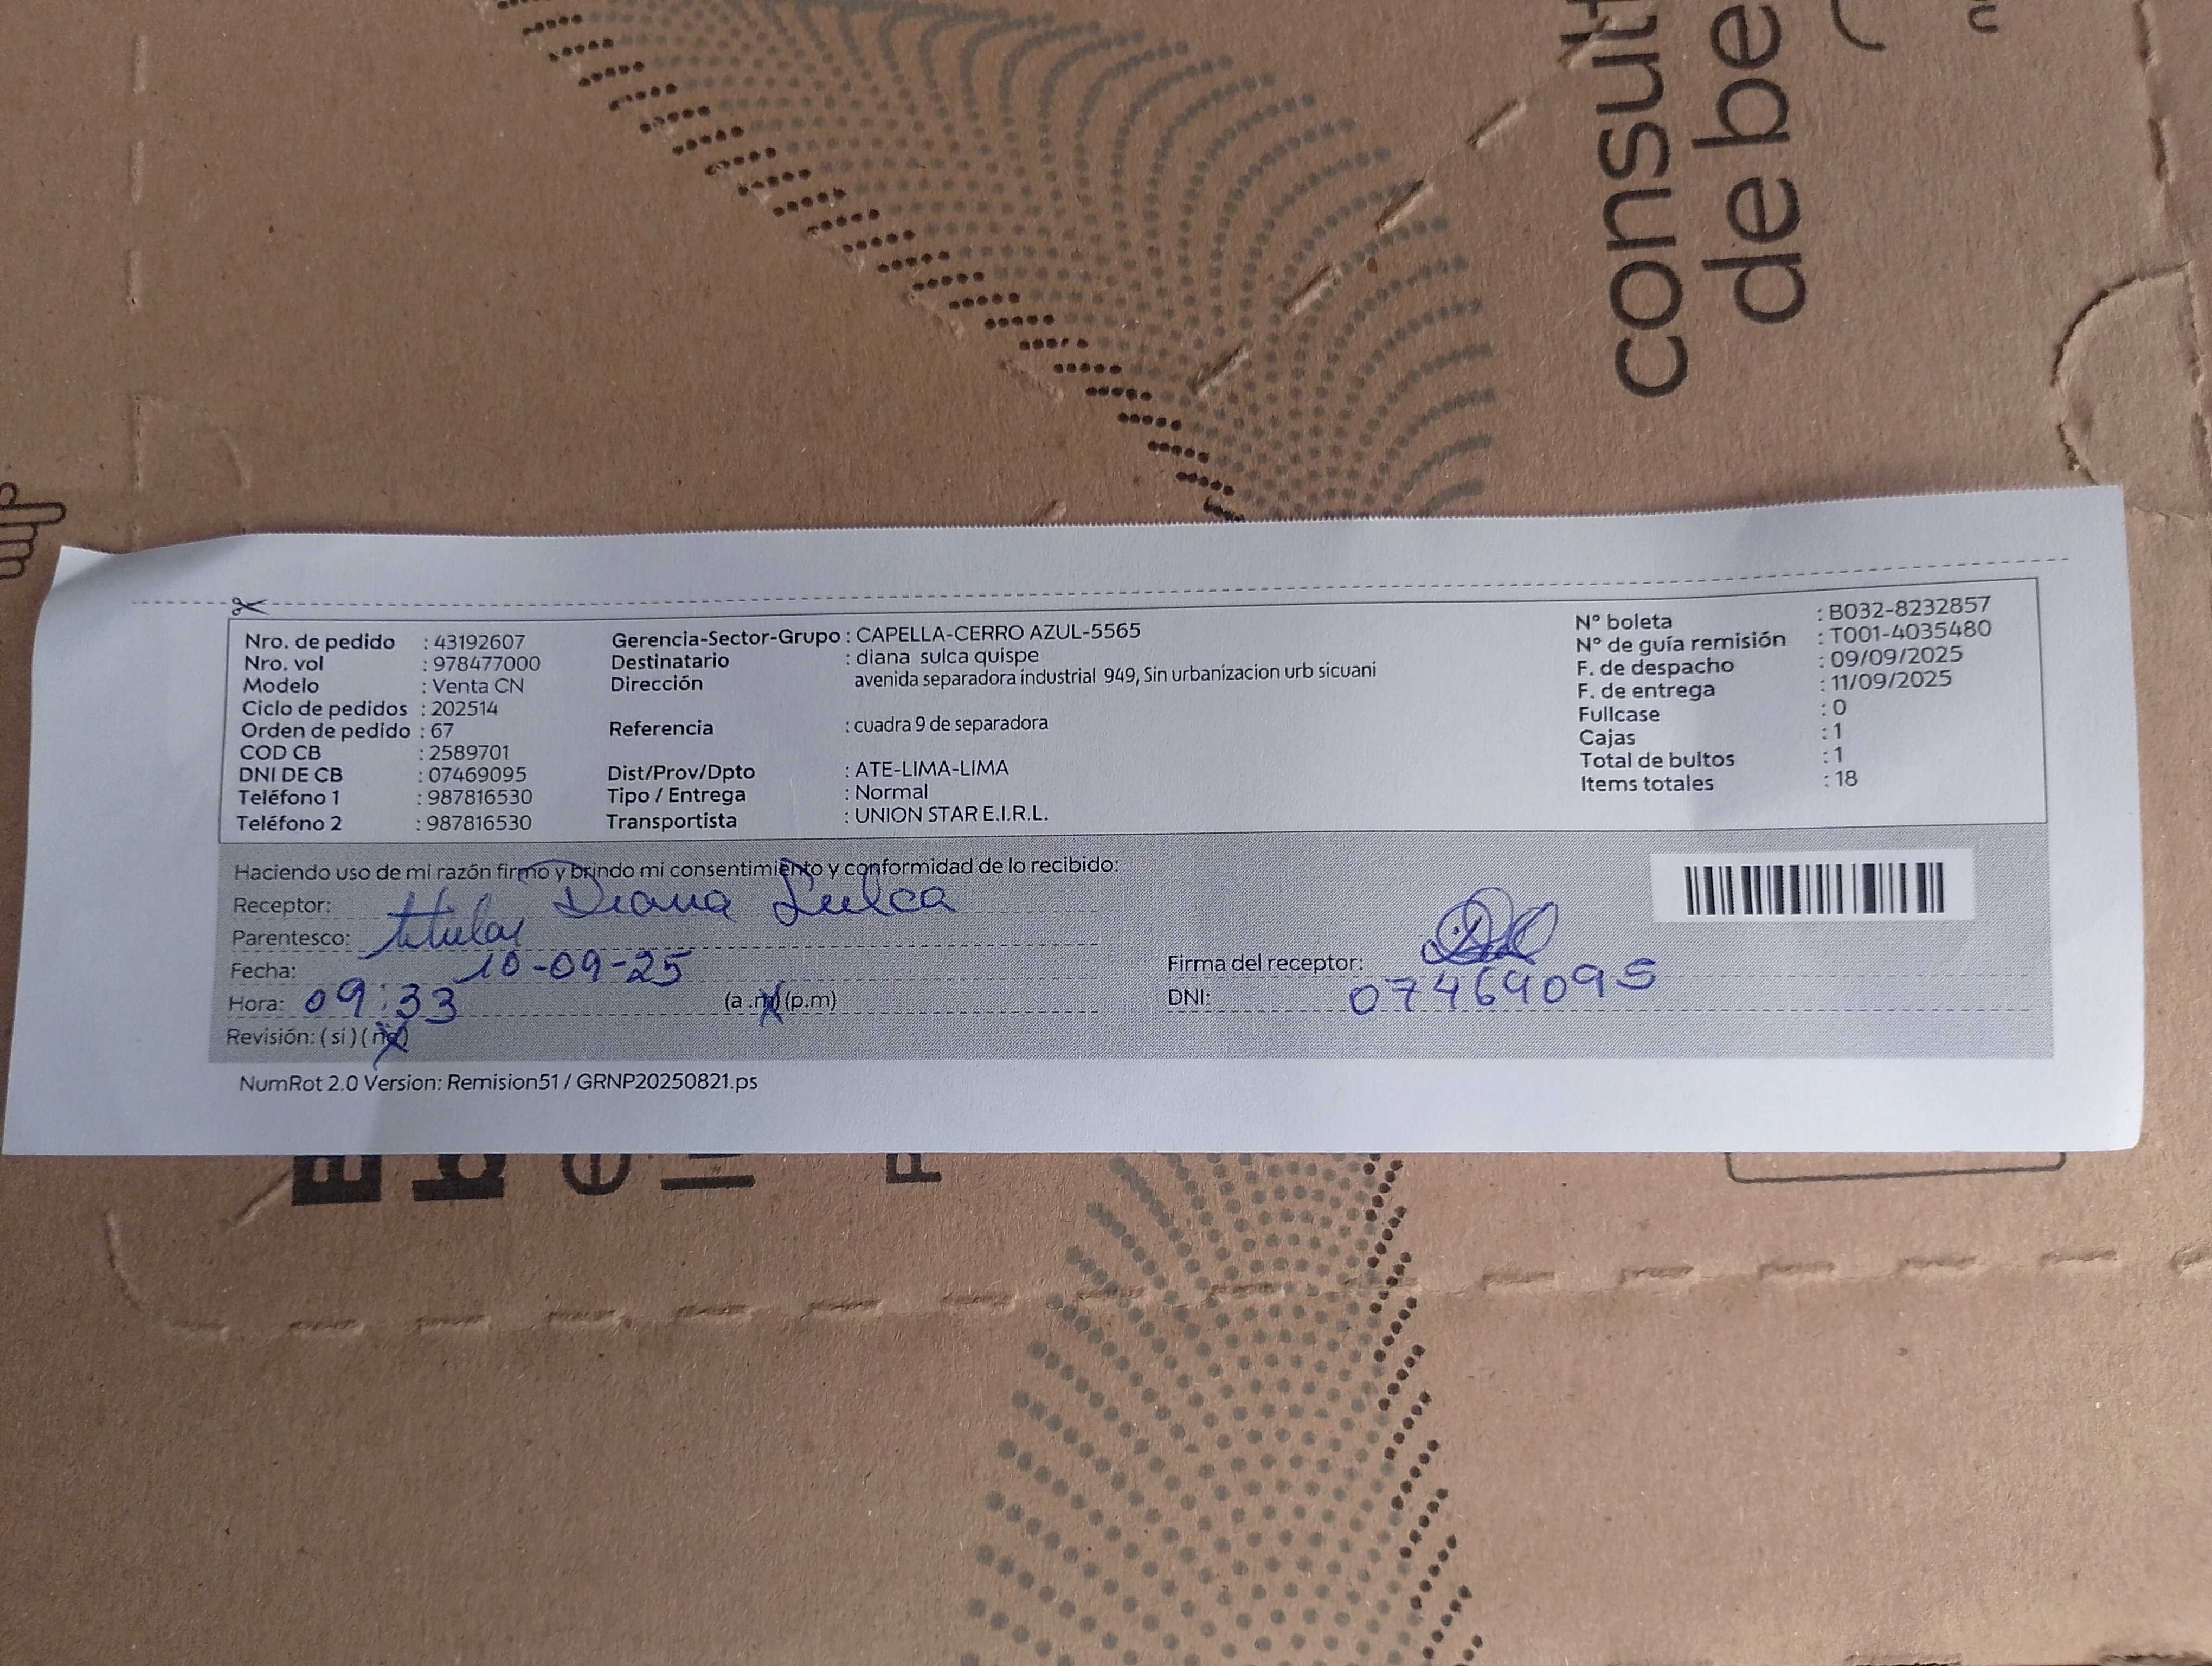 consult
de be
Nro. de pedido : 43192607
Nro. vol : 978477000
Modelo : Venta CN
Ciclo de pedidos : 202514
Orden de pedido : 67
COD CB : 2589701
DNI DE CB : 07469095
Teléfono 1 : 987816530
Teléfono 2 : 987816530
Gerencia-Sector-Grupo : CAPELLA-CERRO AZUL-5565
Destinatario : diana sulca quispe
Dirección avenida separadora industrial 949, Sin urbanizacion urb sicuani
Referencia : cuadra 9 de separadora
Dist/Prov/Dpto : ATE-LIMA-LIMA
Tipo / Entrega : Normal
Transportista : UNION STAR E.I.R.L.
N° boleta : B032-8232857
N° de guía remisión : T001-4035480
F. de despacho : 09/09/2025
F. de entrega : 11/09/2025
Fullcase : 0
Cajas : 1
Total de bultos : 1
Items totales : 18
Haciendo uso de mi razón firmo y brindo mi consentimiento y conformidad de lo recibido:
Receptor: Diana Sulca
Parentesco: titular
Fecha: 10-09-25
Hora: 09:33 (a.m) (p.m)
Revisión: (si) (no)
Firma del receptor:
DNI: 07469095
NumRot 2.0 Version: Remision51 / GRNP20250821.ps